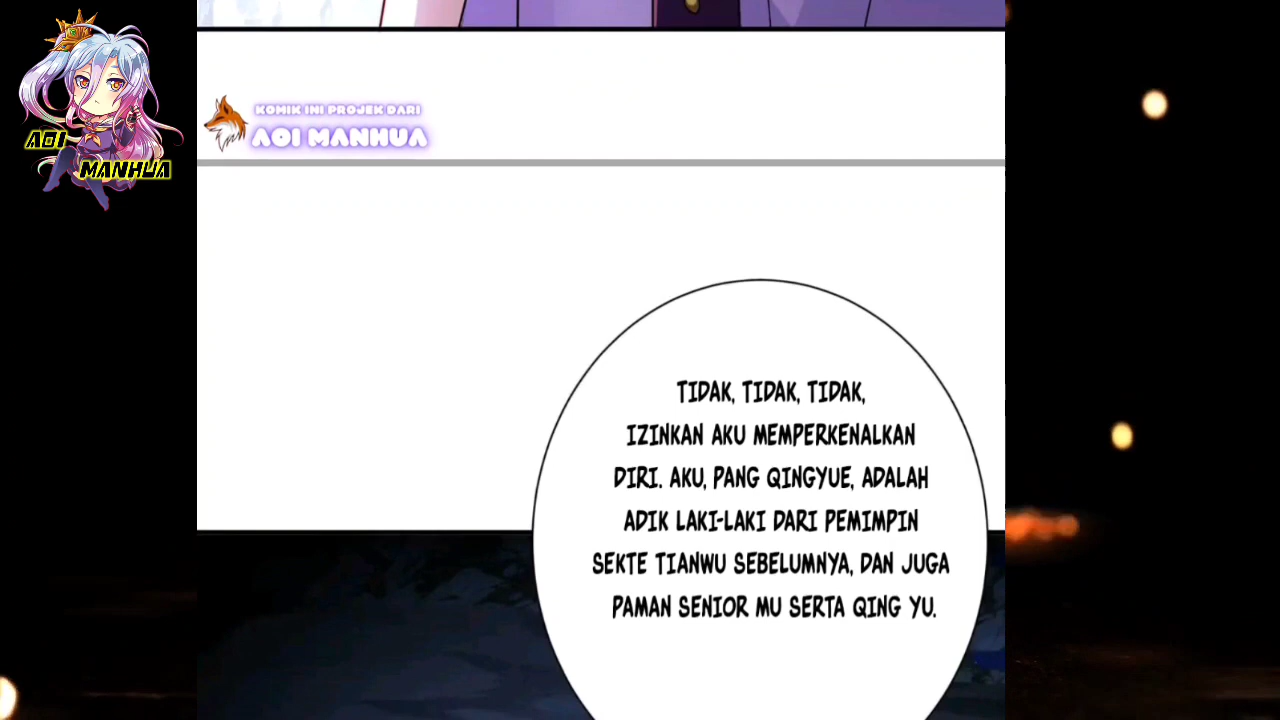 AOI
MANHUA
KOMIK INI PROJEK DARI
AOI MANHUA
TIDAK, TIDAK, TIDAK,
IZINKAN AKU MEMPERKENALKAN
DIRI. AKU, PANG QINGYUE, ADALAH
ADIK LAKI-LAKI DARI PEMIMPIN
SEKTE TIANWU SEBELUMNYA, DAN JUGA
PAMAN SENIOR MU SERTA QING YU.